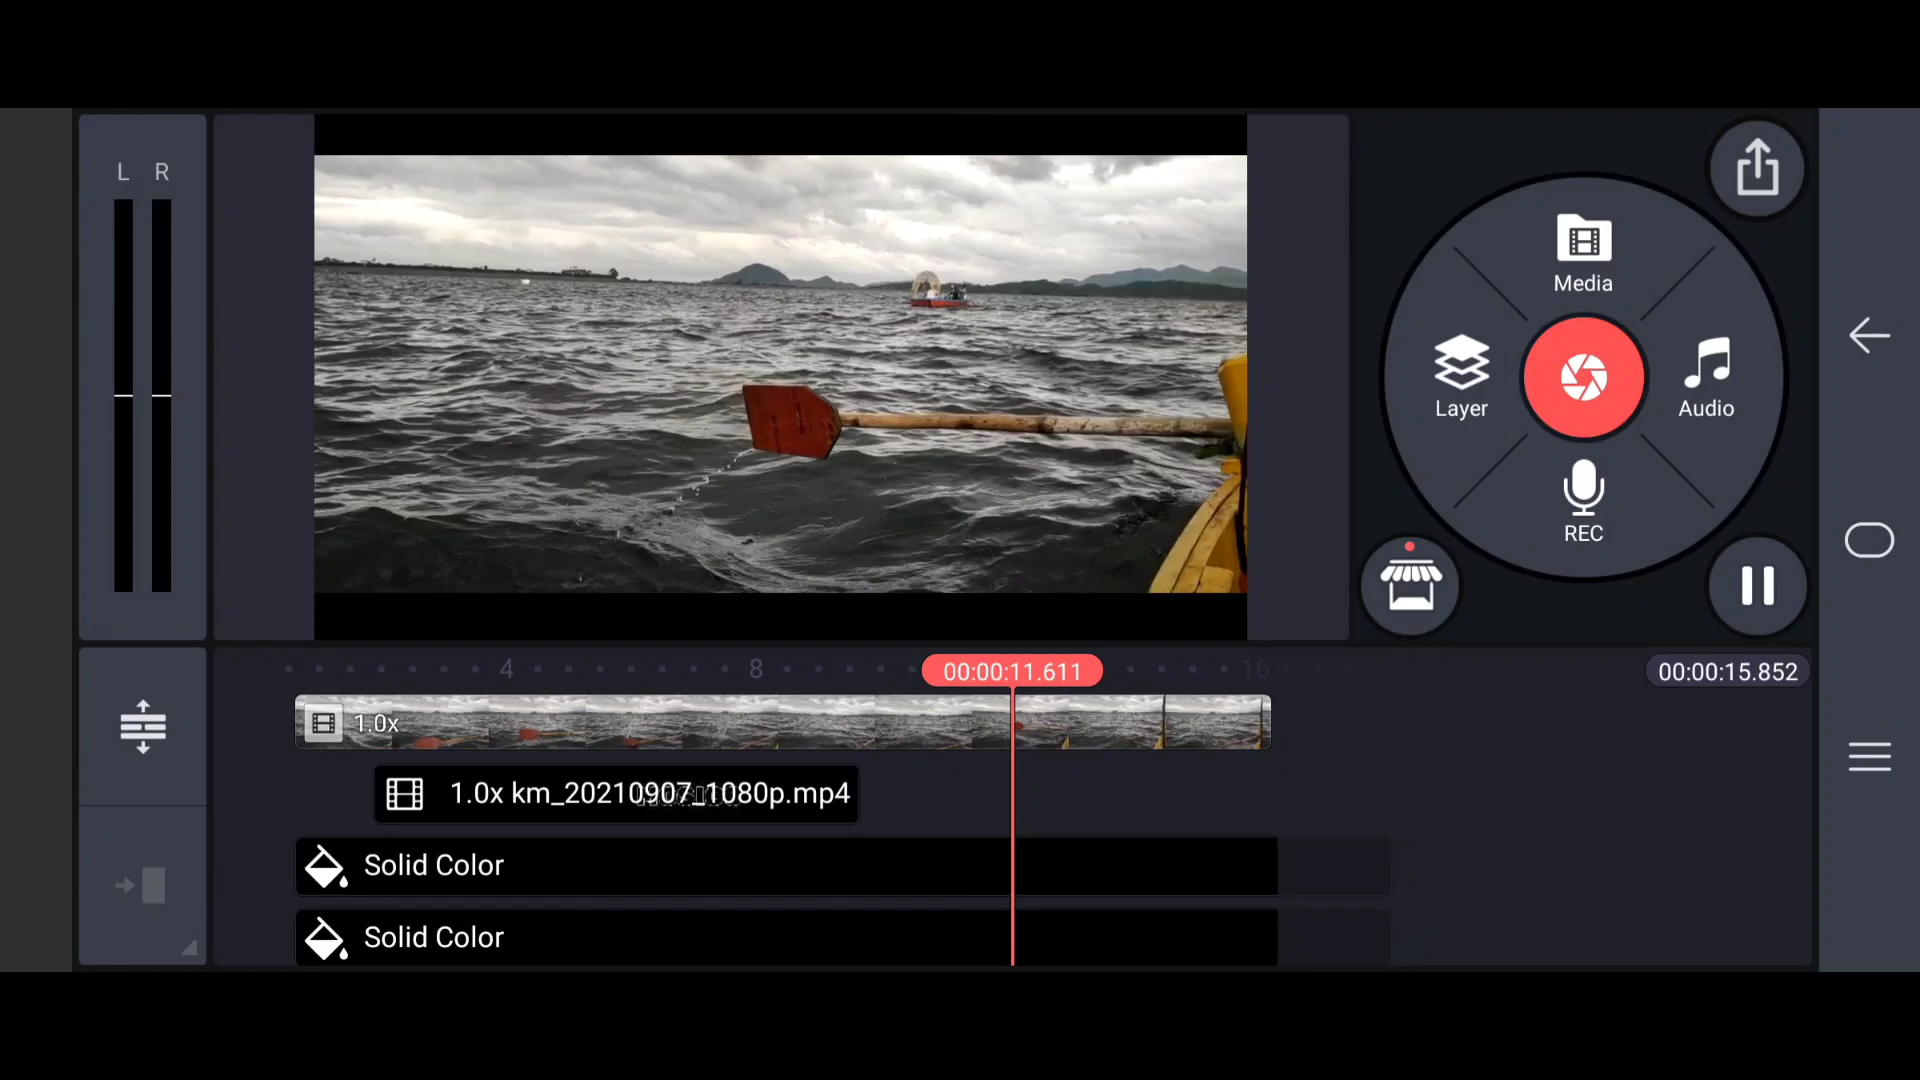 L R
Media
Layer
Audio
REC
4
8
00:00:11.611
16
00:00:15.852
1.0x
1.0x km_20210907_1080p.mp4
Solid Color
Solid Color